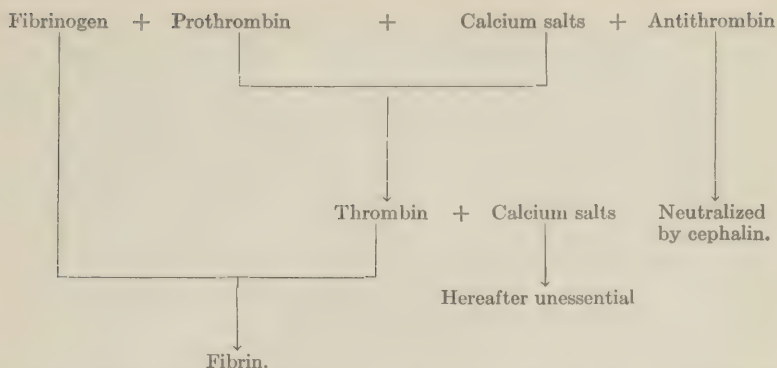 Fibrinogen + Prothrombin + Calcium salts + Antithrombin
Thrombin + Calcium salts Neutralized
by cephalin.
Hereafter unessential
Fibrin.